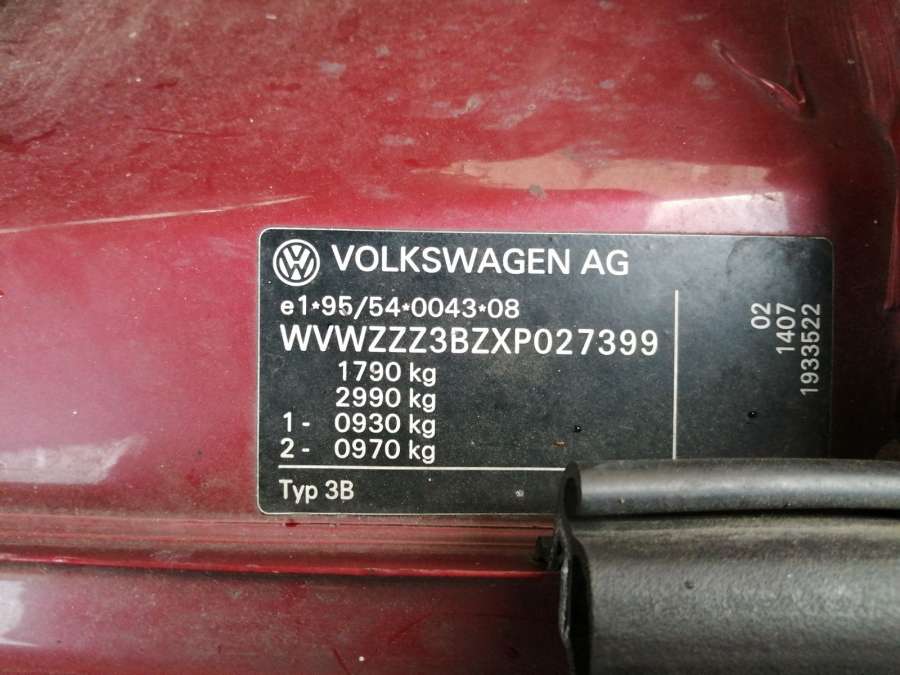 VOLKSWAGEN AG
e1*95/54*0043*08
WVWZZZ3BZXP027399
1790 kg
2990 kg
1- 0930 kg
2- 0970 kg
Typ 3B
02
1407
1933522